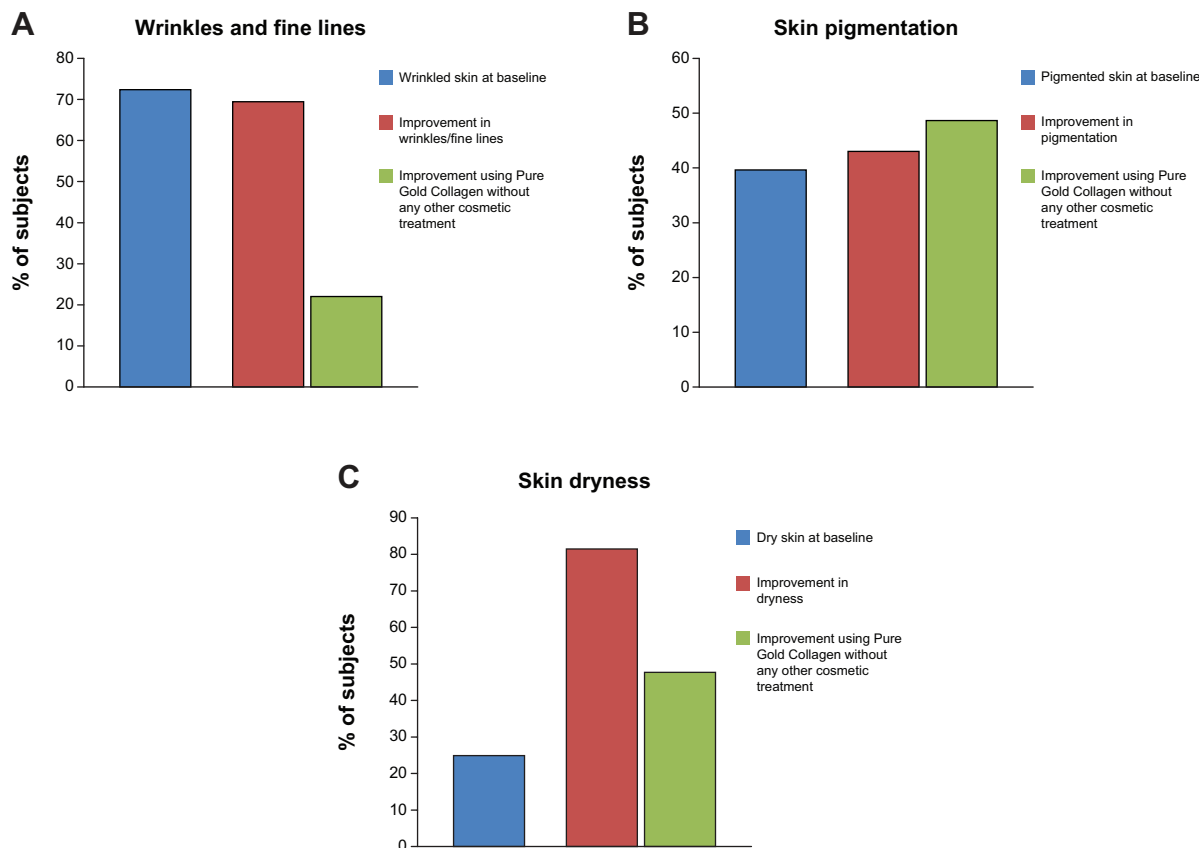 A
Wrinkles and fine lines
% of subjects
80
70
60
50
40
30
20
10
0
Wrinkled skin at baseline
Improvement in
wrinkles/fine lines
Improvement using Pure
Gold Collagen without
any other cosmetic
treatment
B
Skin pigmentation
% of subjects
60
50
40
30
20
10
0
Pigmented skin at baseline
Improvement in
pigmentation
Improvement using Pure
Gold Collagen without
any other cosmetic
treatment
C
Skin dryness
% of subjects
90
80
70
60
50
40
30
20
10
0
Dry skin at baseline
Improvement in
dryness
Improvement using Pure
Gold Collagen without
any other cosmetic
treatment